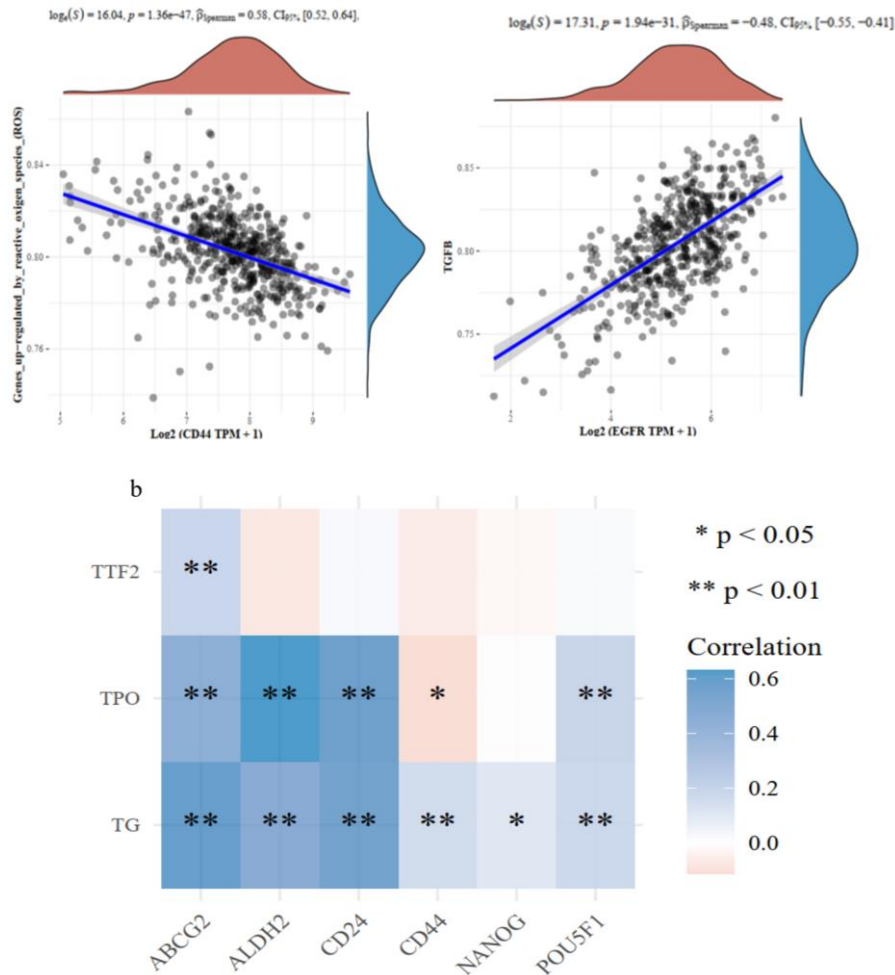 log_e(S) = 16.04, p = 1.36e−47, ρ̂_Spearman = 0.58, CI_95% [0.52, 0.64],
log_e(S) = 17.31, p = 1.94e−31, ρ̂_Spearman = −0.48, CI_95% [−0.55, −0.41]
Genes_up−regulated_by_reactive_oxigen_species_(ROS)
0.84
0.80
0.76
5 6 7 8 9
Log2 (CD44 TPM + 1)
TGFB
0.85
0.80
0.75
2 4 6
Log2 (EGFR TPM + 1)
b
TTF2
**
TPO
** ** ** * **
TG
** ** ** ** * **
ABCG2 ALDH2 CD24 CD44 NANOG POU5F1
* p < 0.05
** p < 0.01
Correlation
0.6
0.4
0.2
0.0